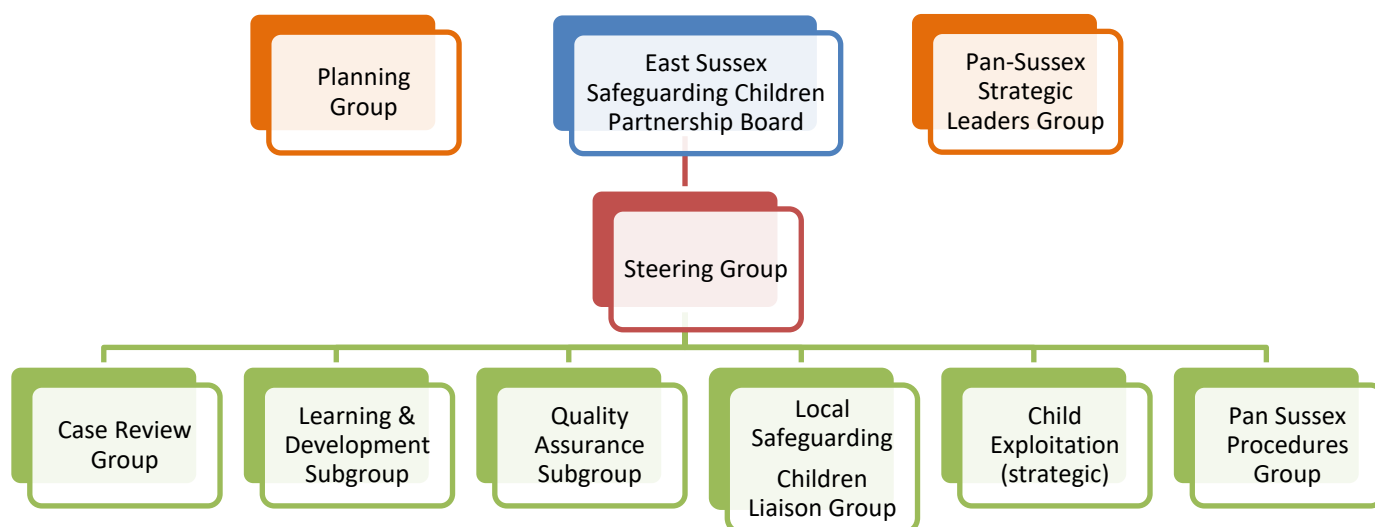 Planning
Group
East Sussex
Safeguarding Children
Partnership Board
Pan-Sussex
Strategic
Leaders Group
Steering Group
Case Review
Group
Learning &
Development
Subgroup
Quality
Assurance
Subgroup
Local
Safeguarding
Children
Liaison Group
Child
Exploitation
(strategic)
Pan Sussex
Procedures
Group